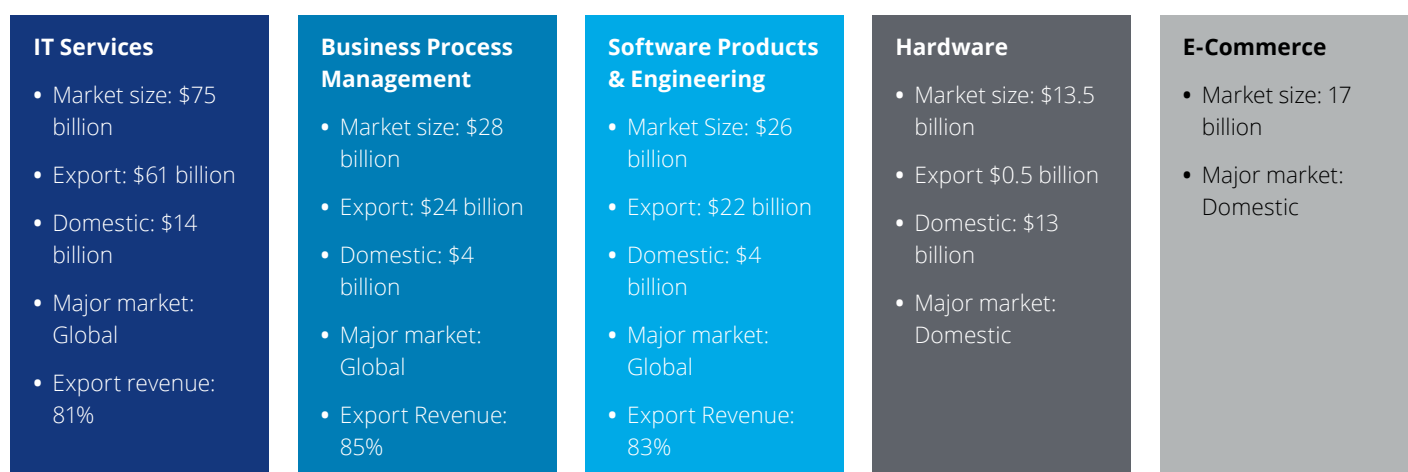 IT Services
• Market size: $75
billion
• Export: $61 billion
• Domestic: $14
billion
• Major market:
Global
• Export revenue:
81%
Business Process
Management
• Market size: $28
billion
• Export: $24 billion
• Domestic: $4
billion
• Major market:
Global
• Export Revenue:
85%
Software Products
& Engineering
• Market Size: $26
billion
• Export: $22 billion
• Domestic: $4
billion
• Major market:
Global
• Export Revenue:
83%
Hardware
• Market size: $13.5
billion
• Export $0.5 billion
• Domestic: $13
billion
• Major market:
Domestic
E-Commerce
• Market size: 17
billion
• Major market:
Domestic